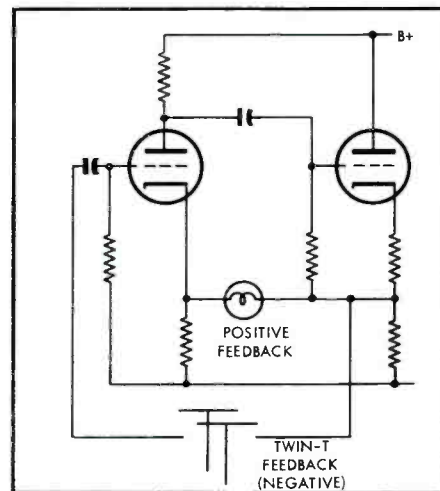 B+
POSITIVE
FEEDBACK
TWIN-T
FEEDBACK
(NEGATIVE)